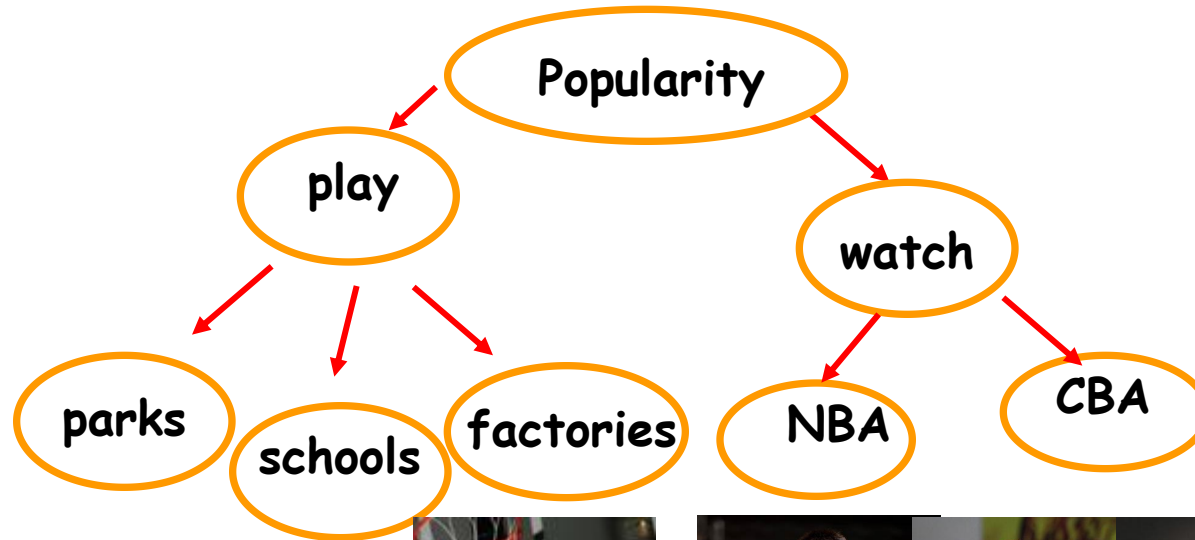 Popularity
play
watch
parks
schools
factories
NBA
CBA